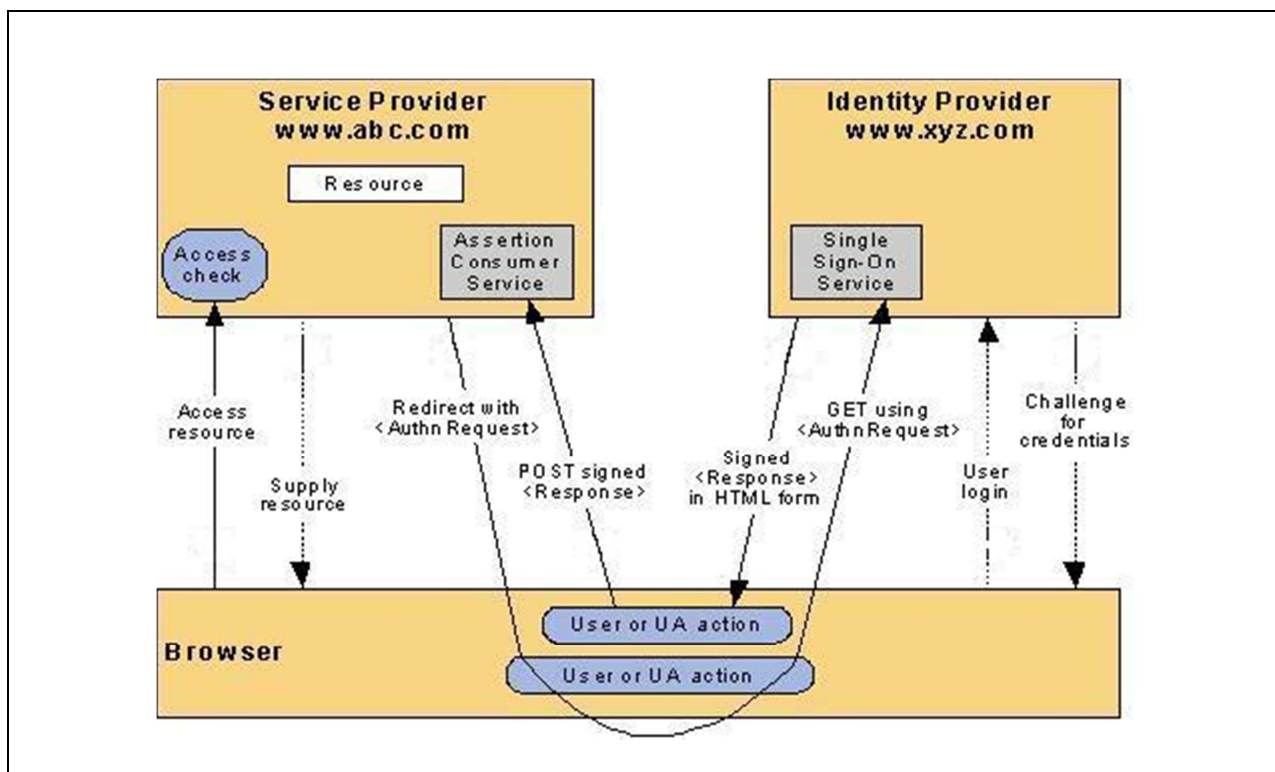 Service Provider
www.abc.com
Resource
Access
check
Assertion
Consumer
Service
Identity Provider
www.xyz.com
Single
Sign-On
Service
Access
resource
Supply
resource
Redirect with
<AuthnRequest>
POST signed
<Response>
Signed
<Response>
in HTML form
GET using
<AuthnRequest>
User
login
Challenge
for
credentials
Browser
User or UA action
User or UA action